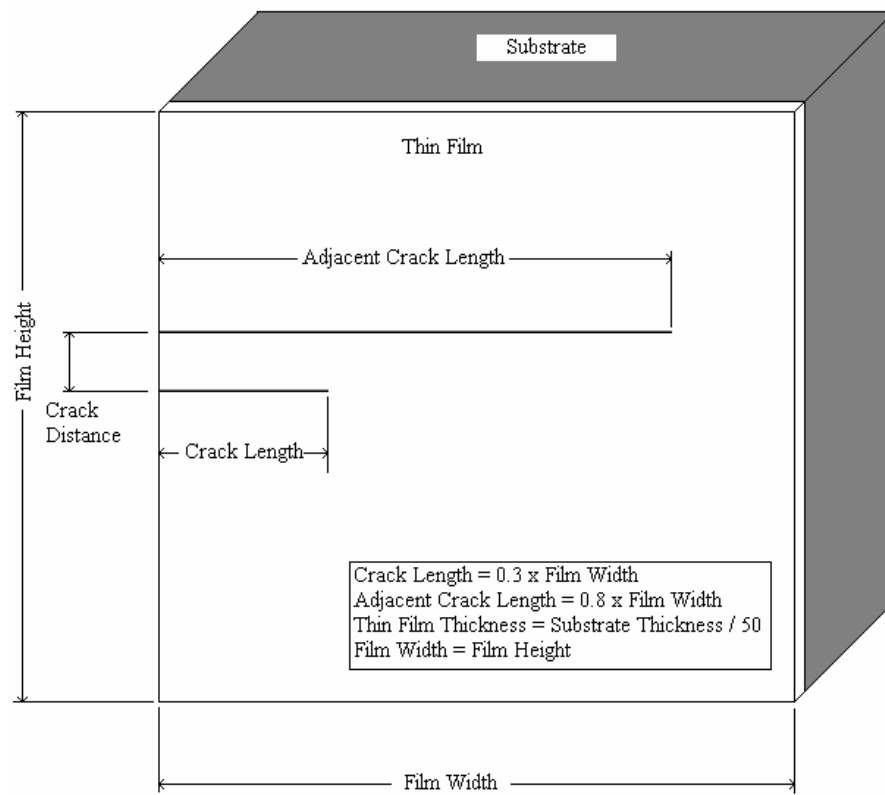 Substrate
Thin Film
Adjacent Crack Length
Film Height
Crack
Distance
Crack Length
Crack Length = 0.3 x Film Width
Adjacent Crack Length = 0.8 x Film Width
Thin Film Thickness = Substrate Thickness / 50
Film Width = Film Height
Film Width